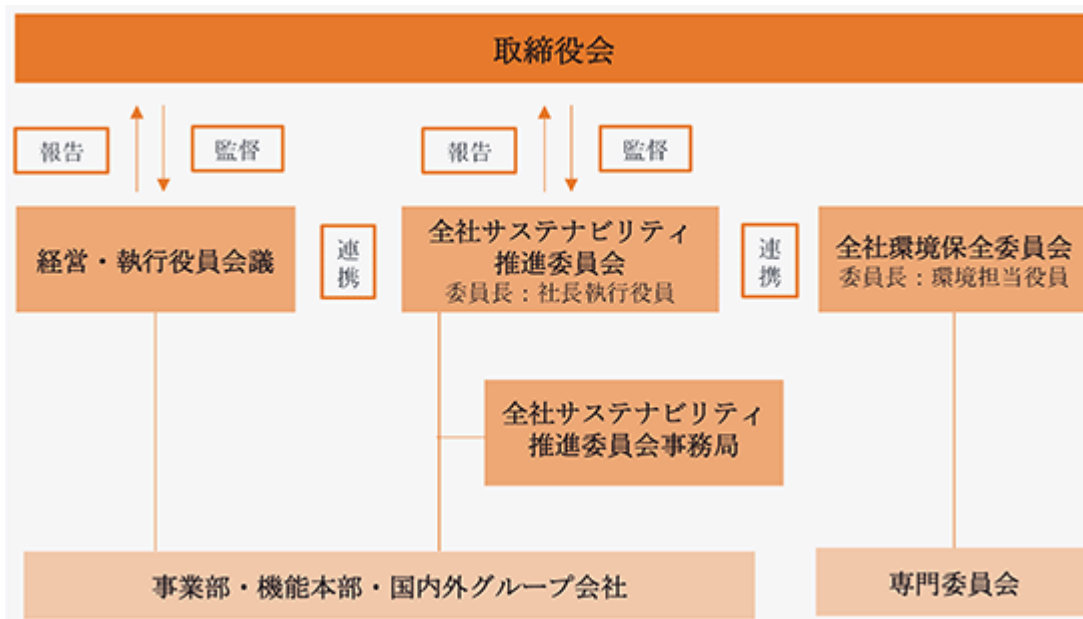 取締役会
報告
監督
報告
監督
経営・執行役員会議
連
携
全社サステナビリティ
推進委員会
委員長：社長執行役員
連
携
全社環境保全委員会
委員長：環境担当役員
全社サステナビリティ
推進委員会事務局
事業部・機能本部・国内外グループ会社
専門委員会